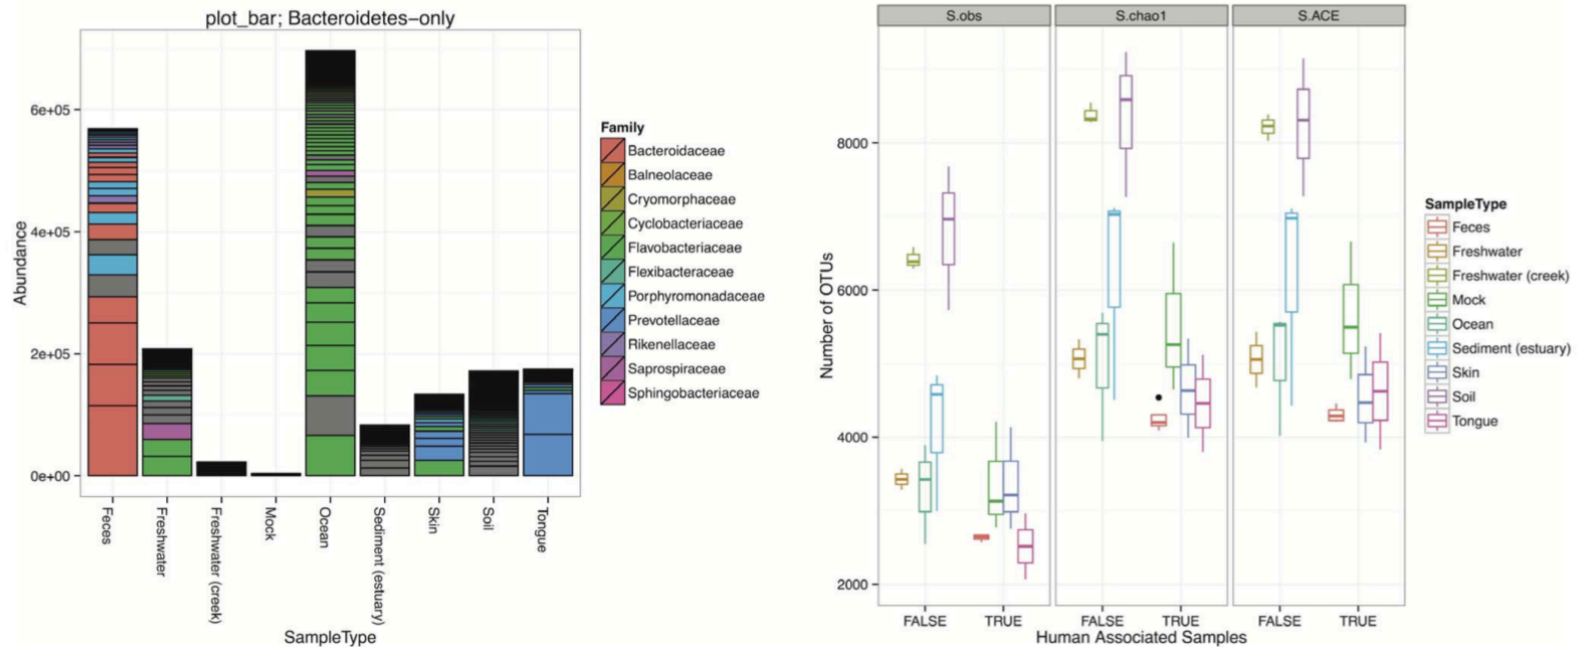 plot_bar; Bacteroidetes-only
Abundance
6e+05
4e+05
2e+05
0e+00
Feces
Freshwater
Freshwater (creek)
Mock
Ocean
Sediment (estuary)
Skin
Soil
Tongue
SampleType
Family
Bacteroidaceae
Balneolaceae
Cryomorphaceae
Cyclobacteriaceae
Flavobacteriaceae
Flexibacteraceae
Porphyromonadaceae
Prevotellaceae
Rikenellaceae
Saprospiraceae
Sphingobacteriaceae
S.obs S.chao1 S.ACE
Number of OTUs
8000
6000
4000
2000
FALSE TRUE FALSE TRUE FALSE TRUE
Human Associated Samples
SampleType
Feces
Freshwater
Freshwater (creek)
Mock
Ocean
Sediment (estuary)
Skin
Soil
Tongue